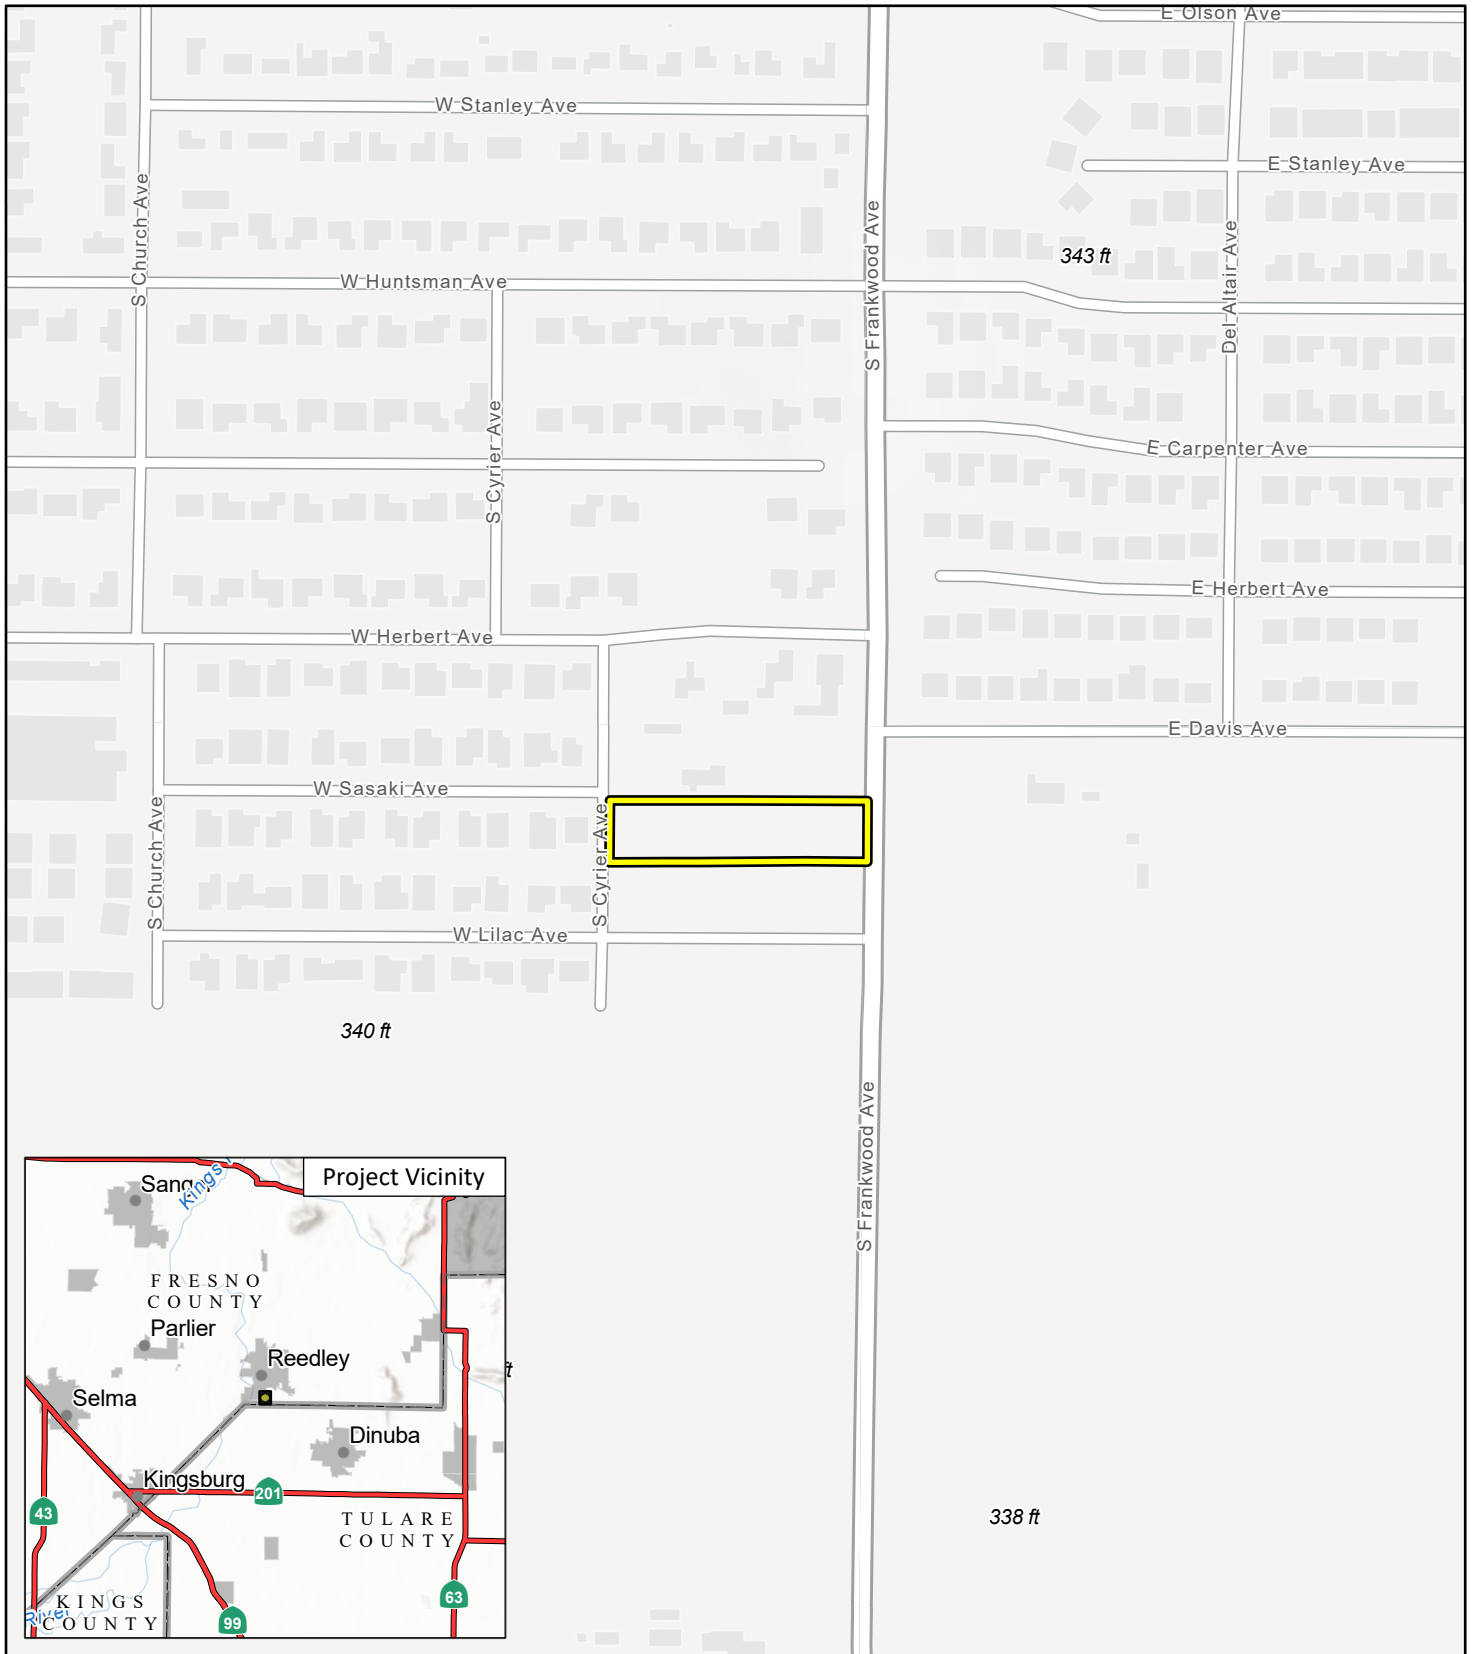 E Olson Ave
W Stanley Ave
E Stanley Ave
S Church Ave
S Frankwood Ave
Del Altair Ave
343 ft
W Huntsman Ave
S Cyrier Ave
E Carpenter Ave
E Herbert Ave
W Herbert Ave
E Davis Ave
W Sasaki Ave
S Church Ave
S Cyrier Ave
W Lilac Ave
340 ft
S Frankwood Ave
338 ft
Project Vicinity
Kings
FRESNO
COUNTY
Parlier
Reedley
ft
Selma
Dinuba
Kingsburg
201
43
TULARE
COUNTY
63
KINGS
COUNTY
River
99